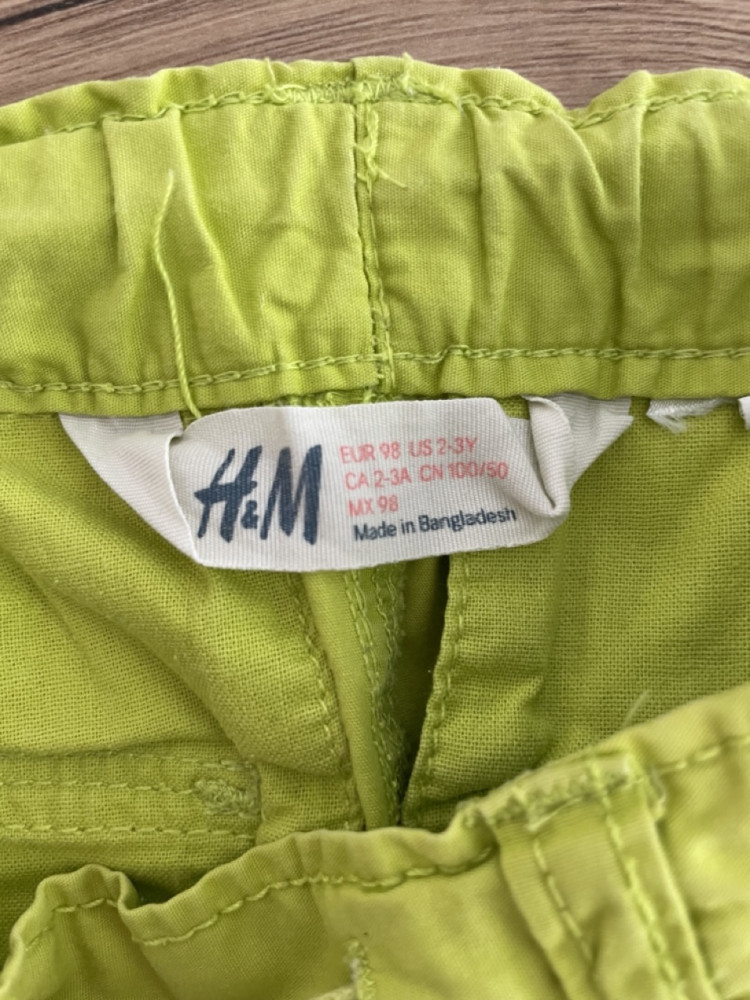 H&M
EUR 98 US 2-3Y
CA 2-3A CN 100/50
MX 98
Made in Bangladesh